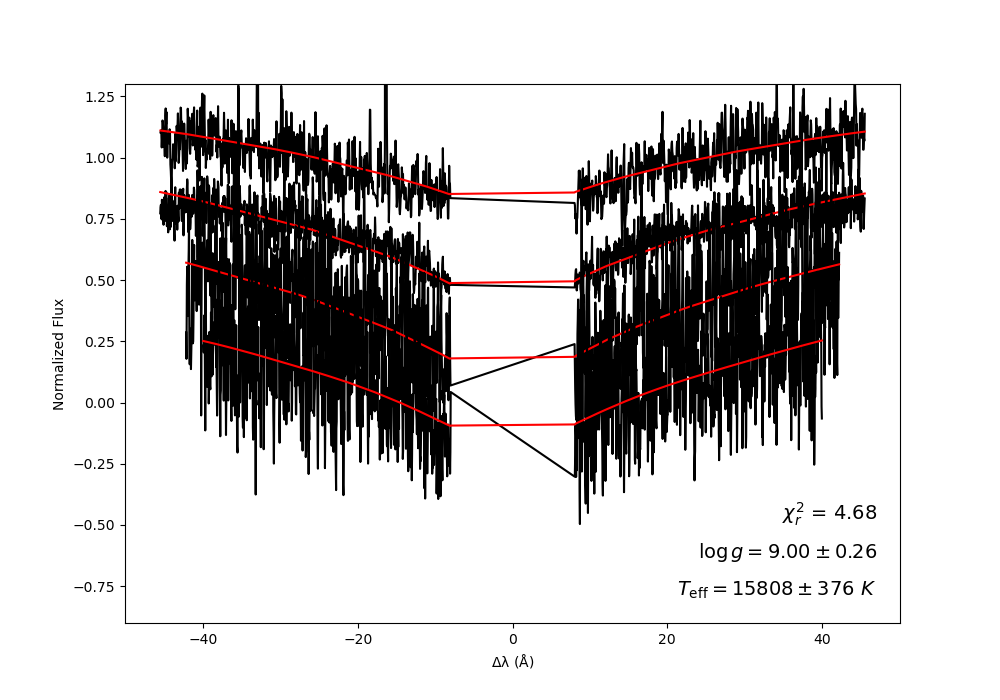 1.25
1.00
0.75
0.50
0.25
0.00
−0.25
−0.50
−0.75
Normalized Flux
−40
−20
0
20
40
Δλ (Å)
χ²ᵣ = 4.68
log g = 9.00 ± 0.26
T_eff = 15808 ± 376 K